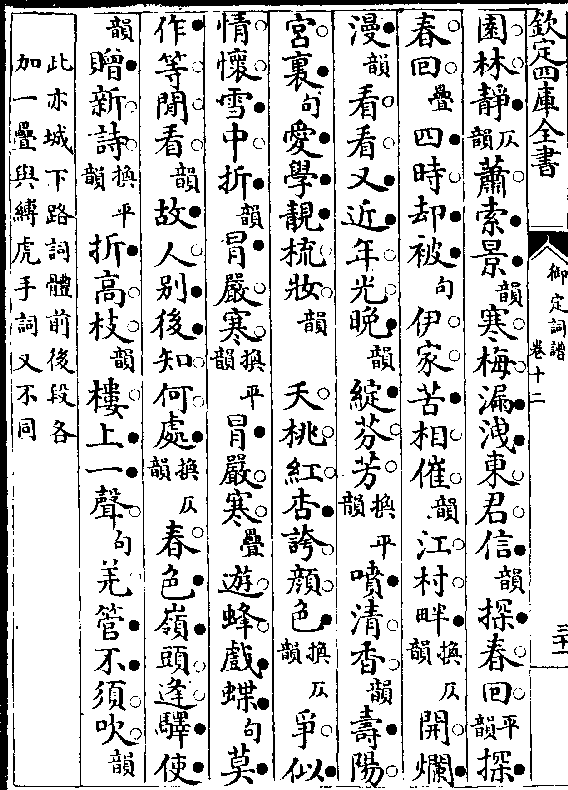 欽定四庫全書
御定詞譜
卷十二
三十一
園林靜仄韻蕭索景韻寒梅漏洩東君信韻探春回平韻探
春回疊四時却被句伊家苦相催韻江村畔換仄韻開爛
漫韻看看又近年光晚韻綻芬芳換平韻噴清香韻壽陽
宮裏句愛學靚梳妝韻　夭桃紅杏誇顏色換仄韻爭似
情懷雪中折韻冒嚴寒換平韻冒嚴寒疊遊蜂戲蝶句莫
作等閒看韻故人別後知何處換仄韻春色嶺頭逢驛使
韻贈新詩換平韻折高枝韻樓上一聲句羌管不須吹韻
此亦城下路詞體前後段各
加一疊與縛虎手詞又不同